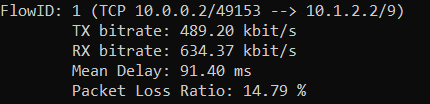 FlowID: 1 (TCP 10.0.0.2/49153 --> 10.1.2.2/9)
TX bitrate: 489.20 kbit/s
RX bitrate: 634.37 kbit/s
Mean Delay: 91.40 ms
Packet Loss Ratio: 14.79 %